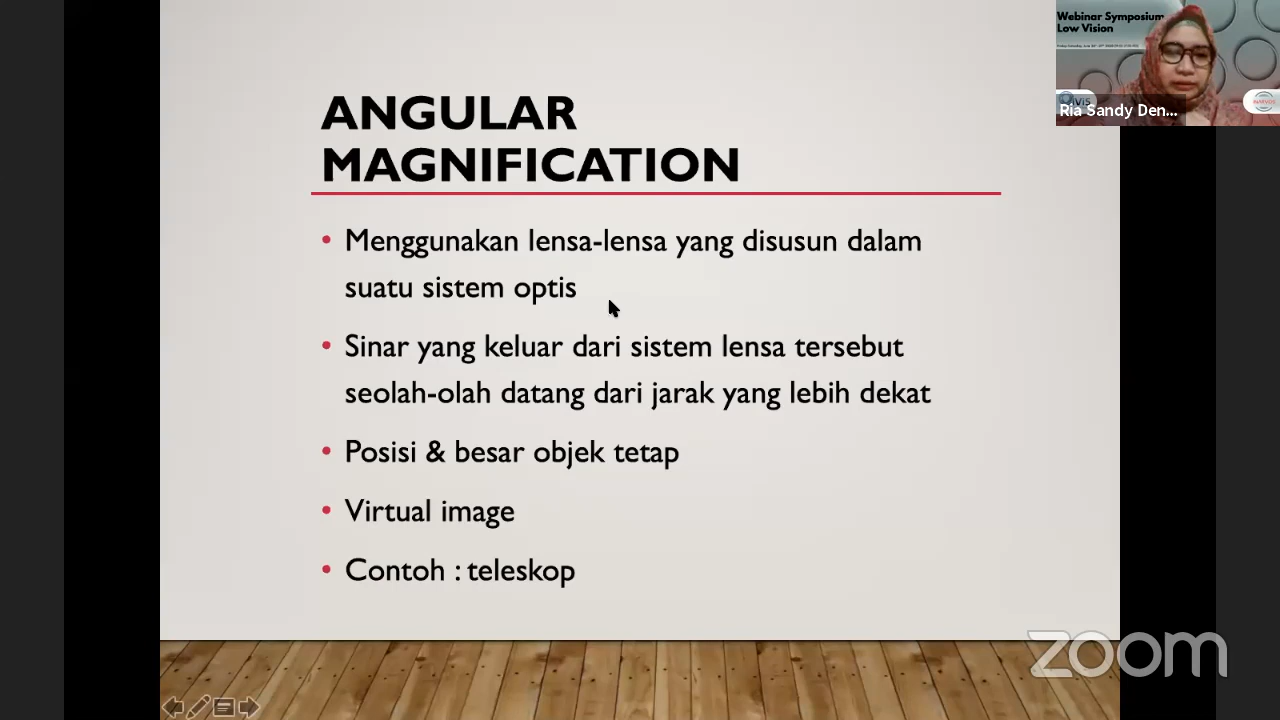 ANGULAR
MAGNIFICATION
• Menggunakan lensa-lensa yang disusun dalam
suatu sistem optis
• Sinar yang keluar dari sistem lensa tersebut
seolah-olah datang dari jarak yang lebih dekat
• Posisi & besar objek tetap
• Virtual image
• Contoh : teleskop
Webinar Symposium
Low Vision
Ria Sandy Den...
zoom